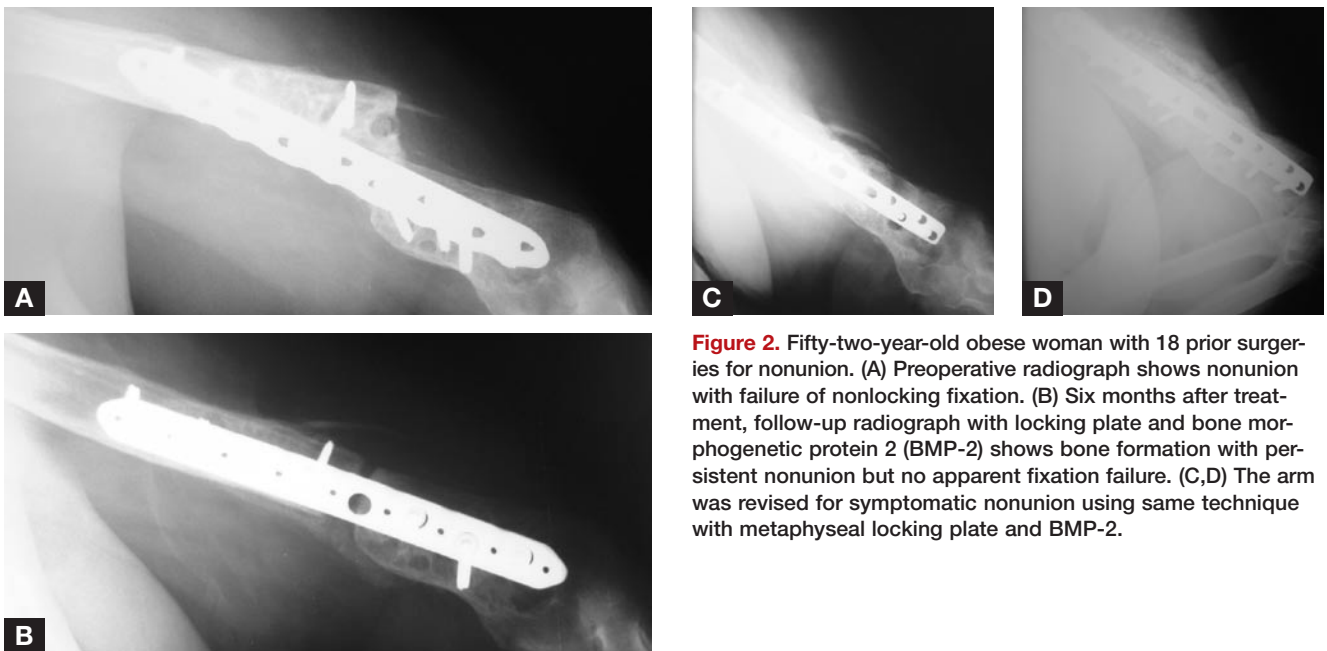 A
B
C
D
Figure 2. Fifty-two-year-old obese woman with 18 prior surger-
ies for nonunion. (A) Preoperative radiograph shows nonunion
with failure of nonlocking fixation. (B) Six months after treat-
ment, follow-up radiograph with locking plate and bone mor-
phogenetic protein 2 (BMP-2) shows bone formation with per-
sistent nonunion but no apparent fixation failure. (C,D) The arm
was revised for symptomatic nonunion using same technique
with metaphyseal locking plate and BMP-2.